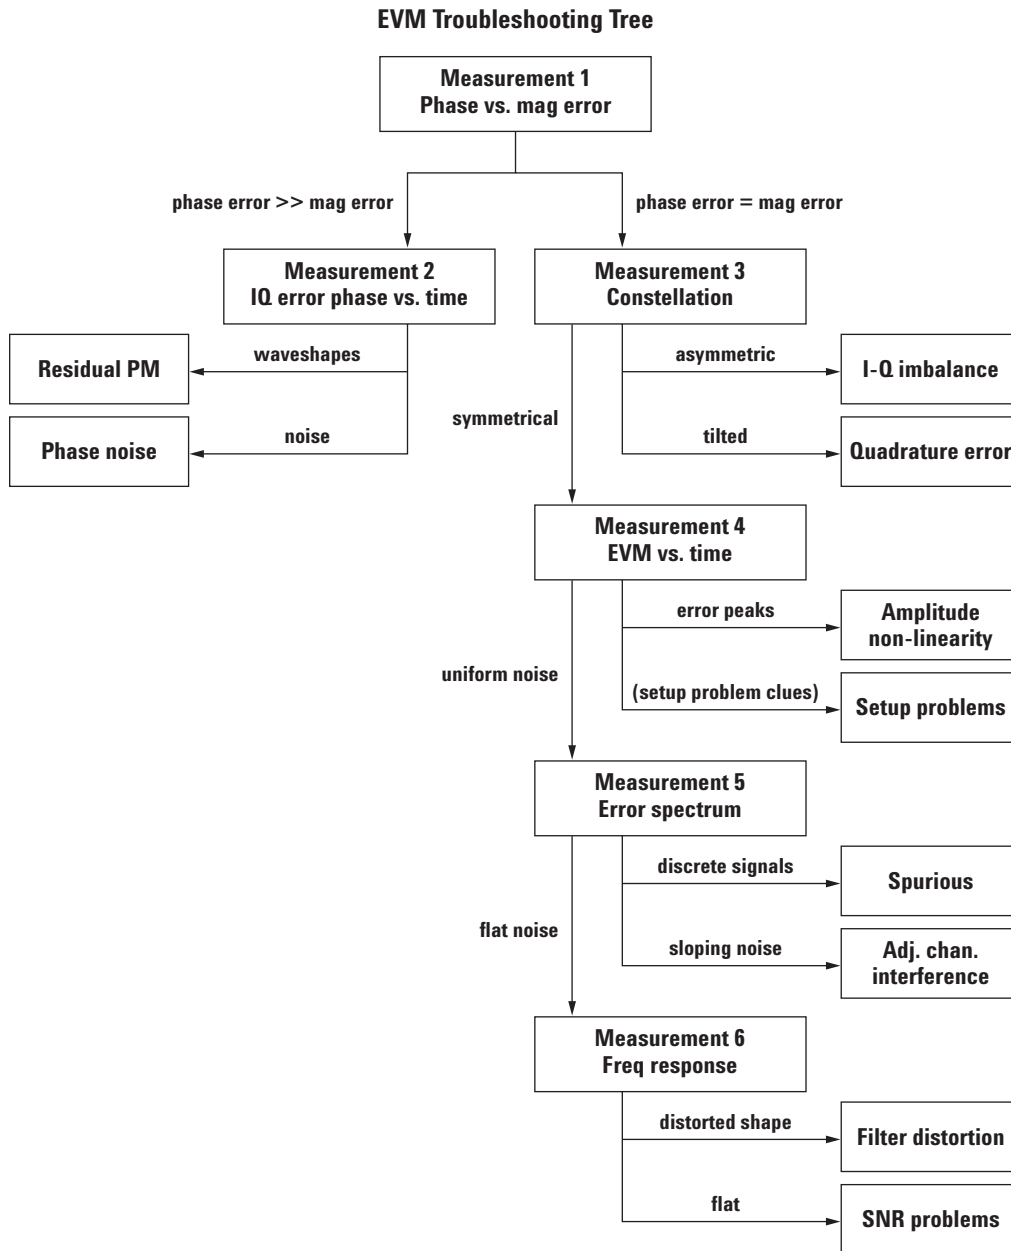 EVM Troubleshooting Tree
Measurement 1
Phase vs. mag error
phase error >> mag error
phase error = mag error
Measurement 2
IQ error phase vs. time
Measurement 3
Constellation
waveshapes
Residual PM
noise
Phase noise
asymmetric
I-Q imbalance
symmetrical
tilted
Quadrature error
Measurement 4
EVM vs. time
error peaks
Amplitude
non-linearity
uniform noise
(setup problem clues)
Setup problems
Measurement 5
Error spectrum
discrete signals
Spurious
flat noise
sloping noise
Adj. chan.
interference
Measurement 6
Freq response
distorted shape
Filter distortion
flat
SNR problems